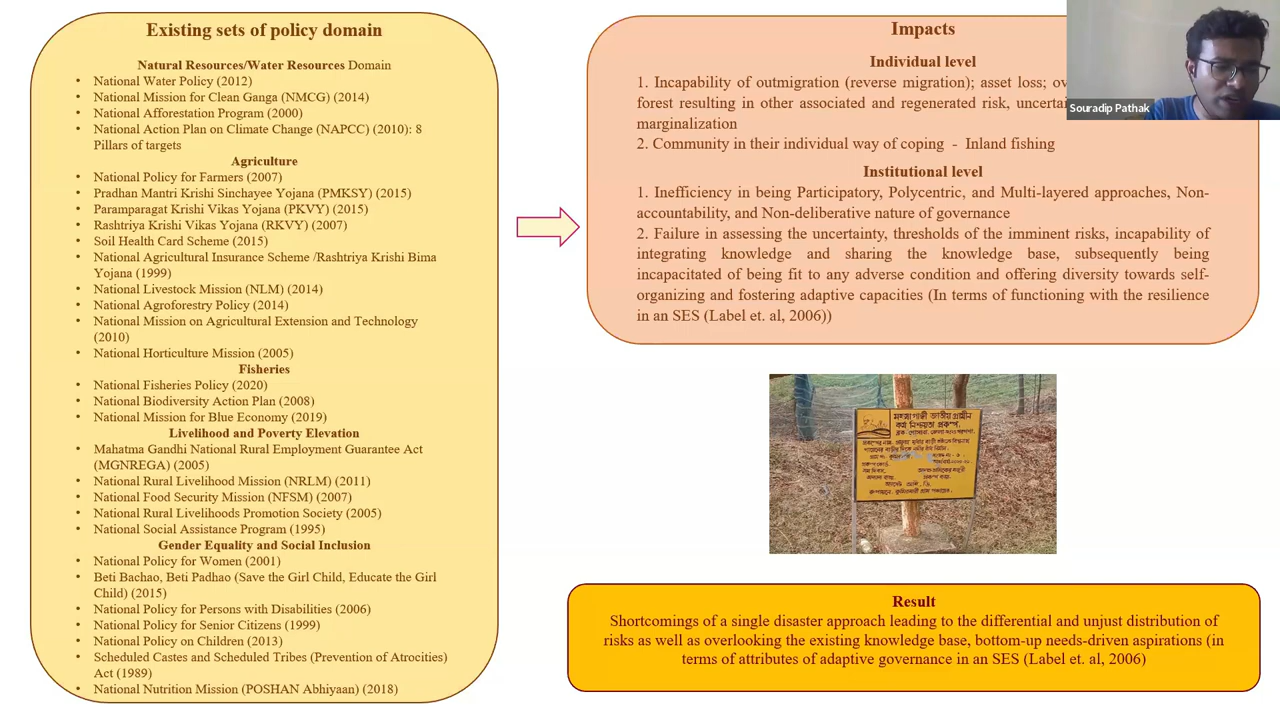 Existing sets of policy domain
Natural Resources/Water Resources Domain
• National Water Policy (2012)
• National Mission for Clean Ganga (NMCG) (2014)
• National Afforestation Program (2000)
• National Action Plan on Climate Change (NAPCC) (2010): 8
Pillars of targets
Agriculture
• National Policy for Farmers (2007)
• Pradhan Mantri Krishi Sinchayee Yojana (PMKSY) (2015)
• Paramparagat Krishi Vikas Yojana (PKVY) (2015)
• Rashtriya Krishi Vikas Yojana (RKVY) (2007)
• Soil Health Card Scheme (2015)
• National Agricultural Insurance Scheme /Rashtriya Krishi Bima
Yojana (1999)
• National Livestock Mission (NLM) (2014)
• National Agroforestry Policy (2014)
• National Mission on Agricultural Extension and Technology
(2010)
• National Horticulture Mission (2005)
Fisheries
• National Fisheries Policy (2020)
• National Biodiversity Action Plan (2008)
• National Mission for Blue Economy (2019)
Livelihood and Poverty Elevation
• Mahatma Gandhi National Rural Employment Guarantee Act
(MGNREGA) (2005)
• National Rural Livelihood Mission (NRLM) (2011)
• National Food Security Mission (NFSM) (2007)
• National Rural Livelihoods Promotion Society (2005)
• National Social Assistance Program (1995)
Gender Equality and Social Inclusion
• National Policy for Women (2001)
• Beti Bachao, Beti Padhao (Save the Girl Child, Educate the Girl
Child) (2015)
• National Policy for Persons with Disabilities (2006)
• National Policy for Senior Citizens (1999)
• National Policy on Children (2013)
• Scheduled Castes and Scheduled Tribes (Prevention of Atrocities)
Act (1989)
• National Nutrition Mission (POSHAN Abhiyaan) (2018)
Impacts
Individual level
1. Incapability of outmigration (reverse migration); asset loss;
forest resulting in other associated and regenerated risk,
marginalization
2. Community in their individual way of coping - Inland fishing
Institutional level
1. Inefficiency in being Participatory, Polycentric, and Multi-layered approaches, Non-
accountability, and Non-deliberative nature of governance
2. Failure in assessing the uncertainty, thresholds of the imminent risks, incapability of
integrating knowledge and sharing the knowledge base, subsequently being
incapacitated of being fit to any adverse condition and offering diversity towards self-
organizing and fostering adaptive capacities (In terms of functioning with the resilience
in an SES (Label et. al, 2006))
Souradip Pathak
মহাত্মা গান্ধী জাতীয় গ্রামীন
কর্ম নিশ্চয়তা প্রকল্প
Result
Shortcomings of a single disaster approach leading to the differential and unjust distribution of
risks as well as overlooking the existing knowledge base, bottom-up needs-driven aspirations (in
terms of attributes of adaptive governance in an SES (Label et. al, 2006)